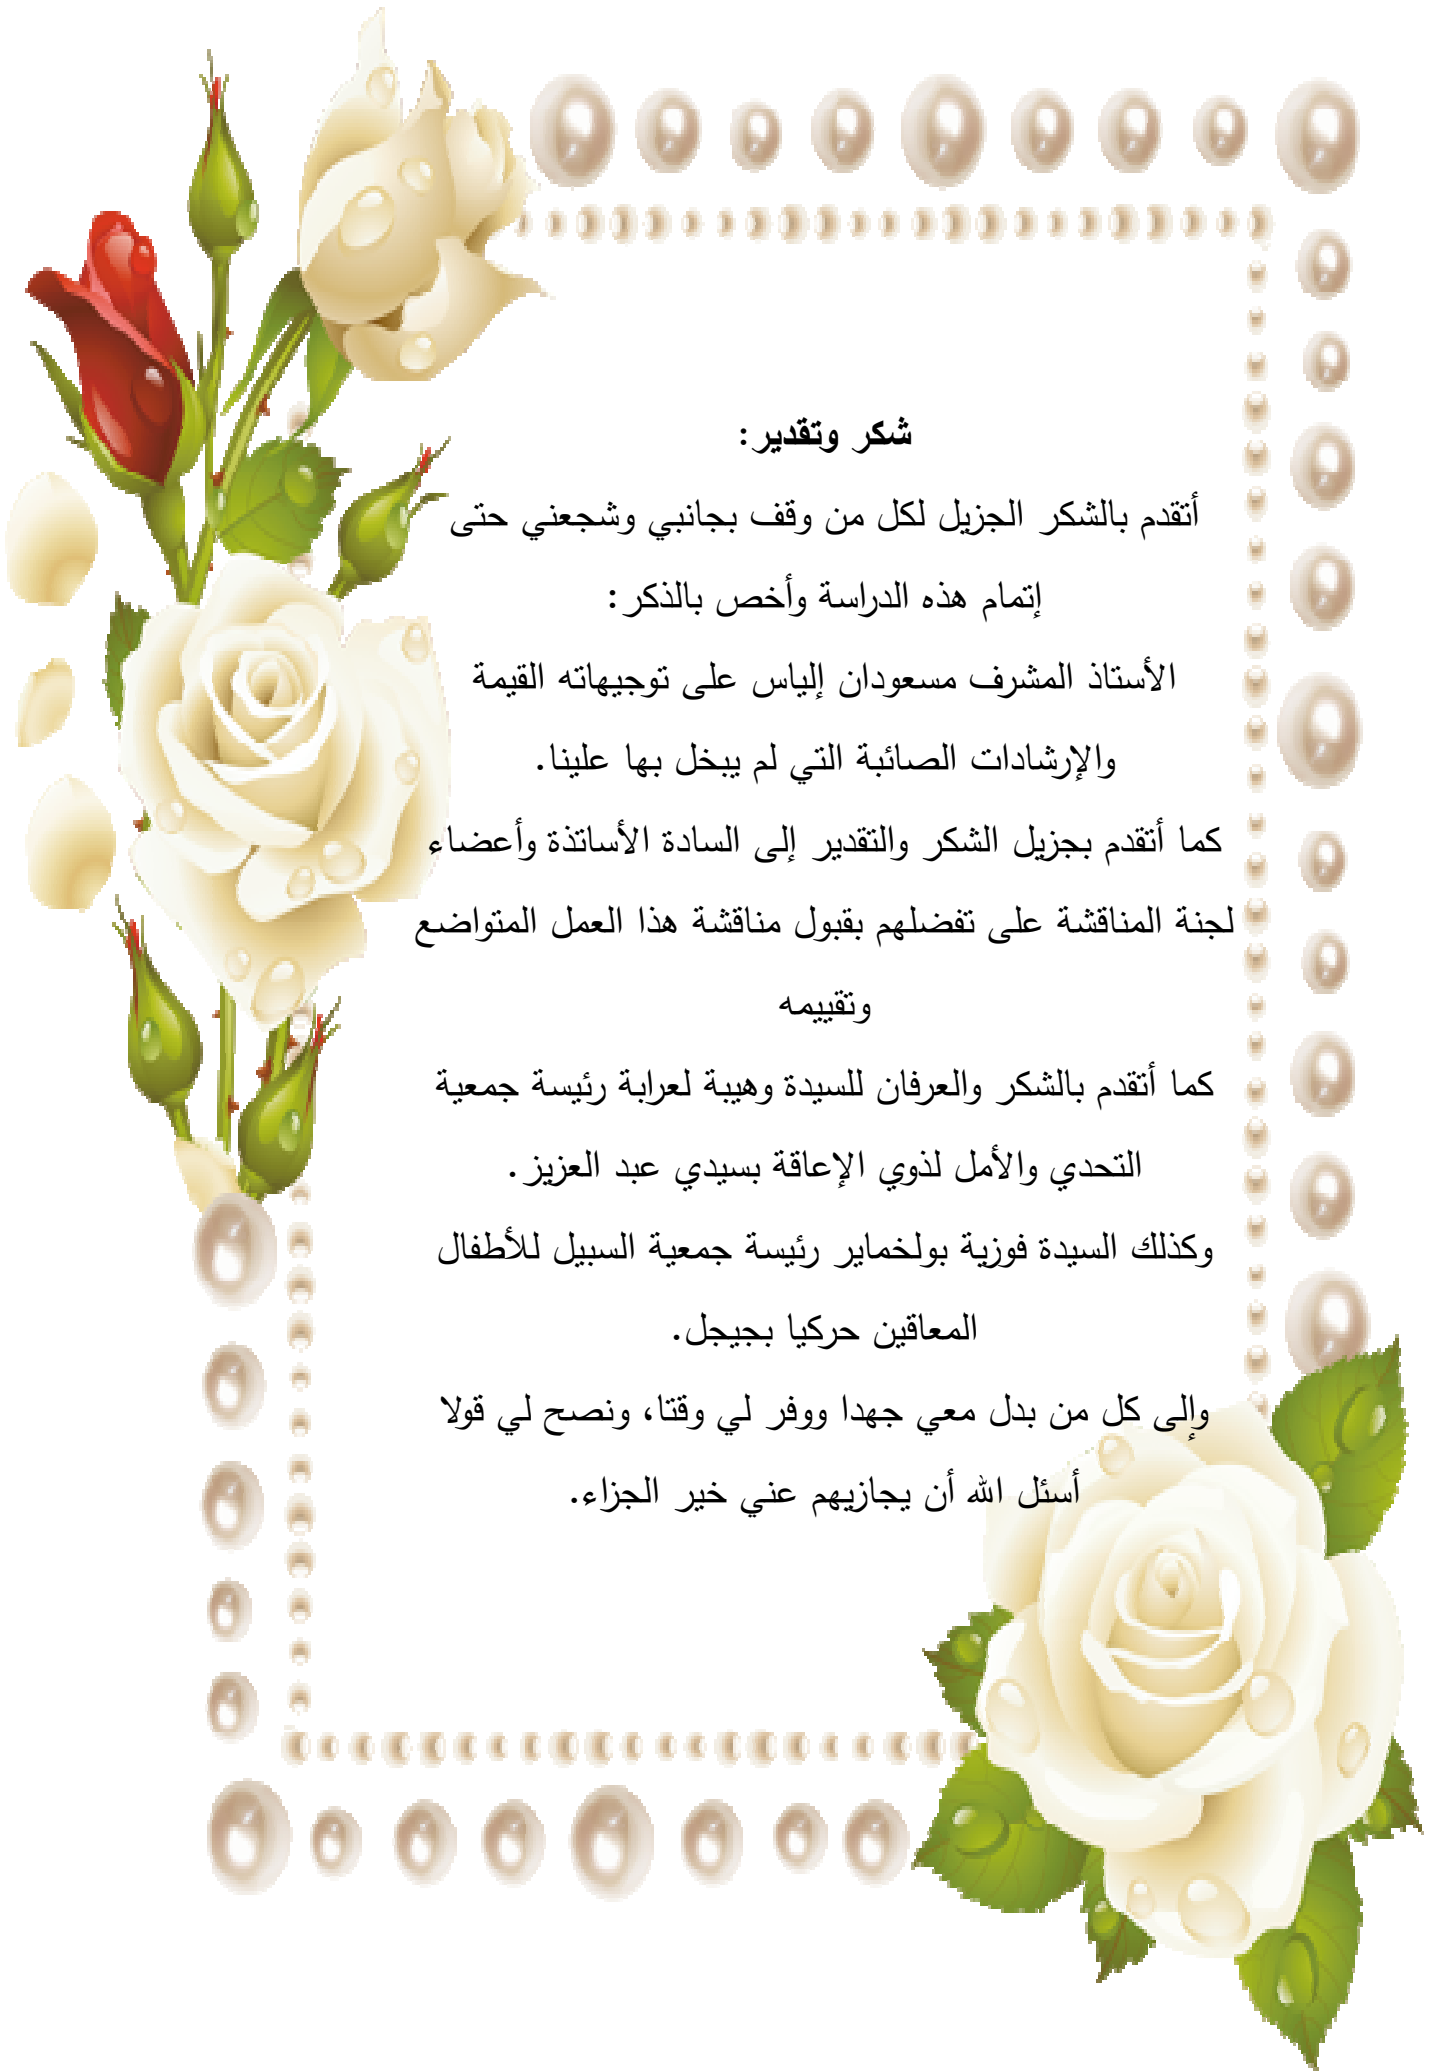 شكر وتقدير:
أتقدم بالشكر الجزيل لكل من وقف بجانبي وشجعني حتى
إتمام هذه الدراسة وأخص بالذكر:
الأستاذ المشرف مسعودان إلياس على توجيهاته القيمة
والإرشادات الصائبة التي لم يبخل بها علينا.
كما أتقدم بجزيل الشكر والتقدير إلى السادة الأساتذة وأعضاء
لجنة المناقشة على تفضلهم بقبول مناقشة هذا العمل المتواضع
وتقييمه
كما أتقدم بالشكر والعرفان للسيدة وهيبة لعرابة رئيسة جمعية
التحدي والأمل لذوي الإعاقة بسيدي عبد العزيز.
وكذلك السيدة فوزية بولخماير رئيسة جمعية السبيل للأطفال
المعاقين حركيا بجيجل.
وإلى كل من بدل معي جهدا ووفر لي وقتا، ونصح لي قولا
أسئل الله أن يجازيهم عني خير الجزاء.